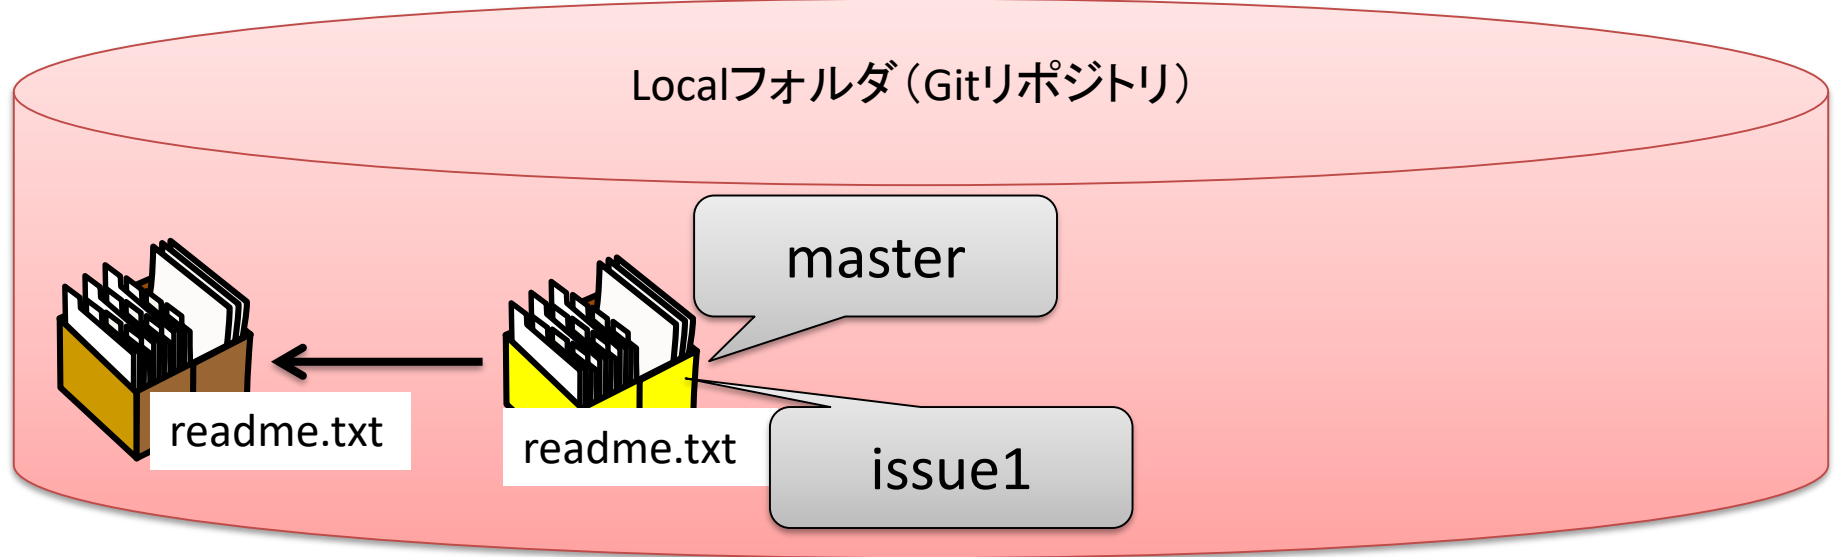 Localフォルダ（Gitリポジトリ）
master
readme.txt
readme.txt
issue1